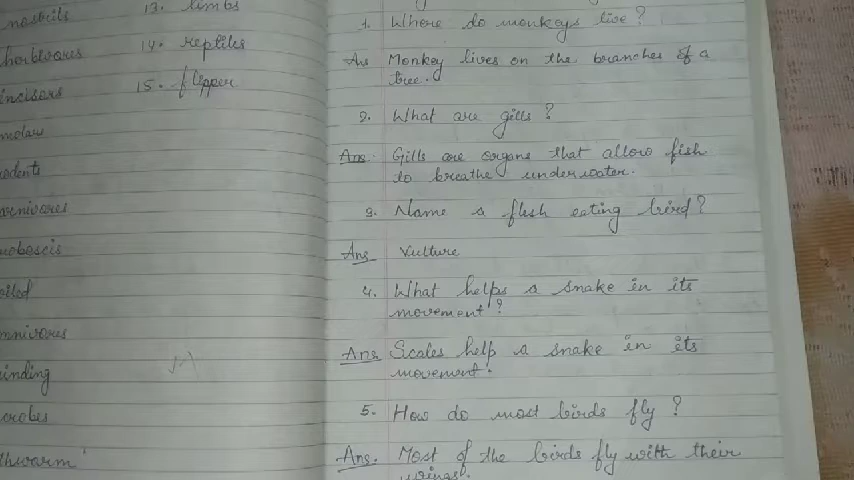 nostrils
herbivores
incisors
molars
rodents
carnivores
proboscis
omnivores
13. limbs
14. reptiles
15. flipper
1. Where do monkeys live?
Ans Monkey lives on the branches of a
tree.
2. What are gills?
Ans. Gills are organs that allow fish
to breathe underwater.
3. Name a flesh eating bird?
Ans Vulture
4. What helps a snake in its
movement?
Ans Scales help a snake in its
movement.
5. How do most birds fly?
Ans. Most of the birds fly with their
wings.